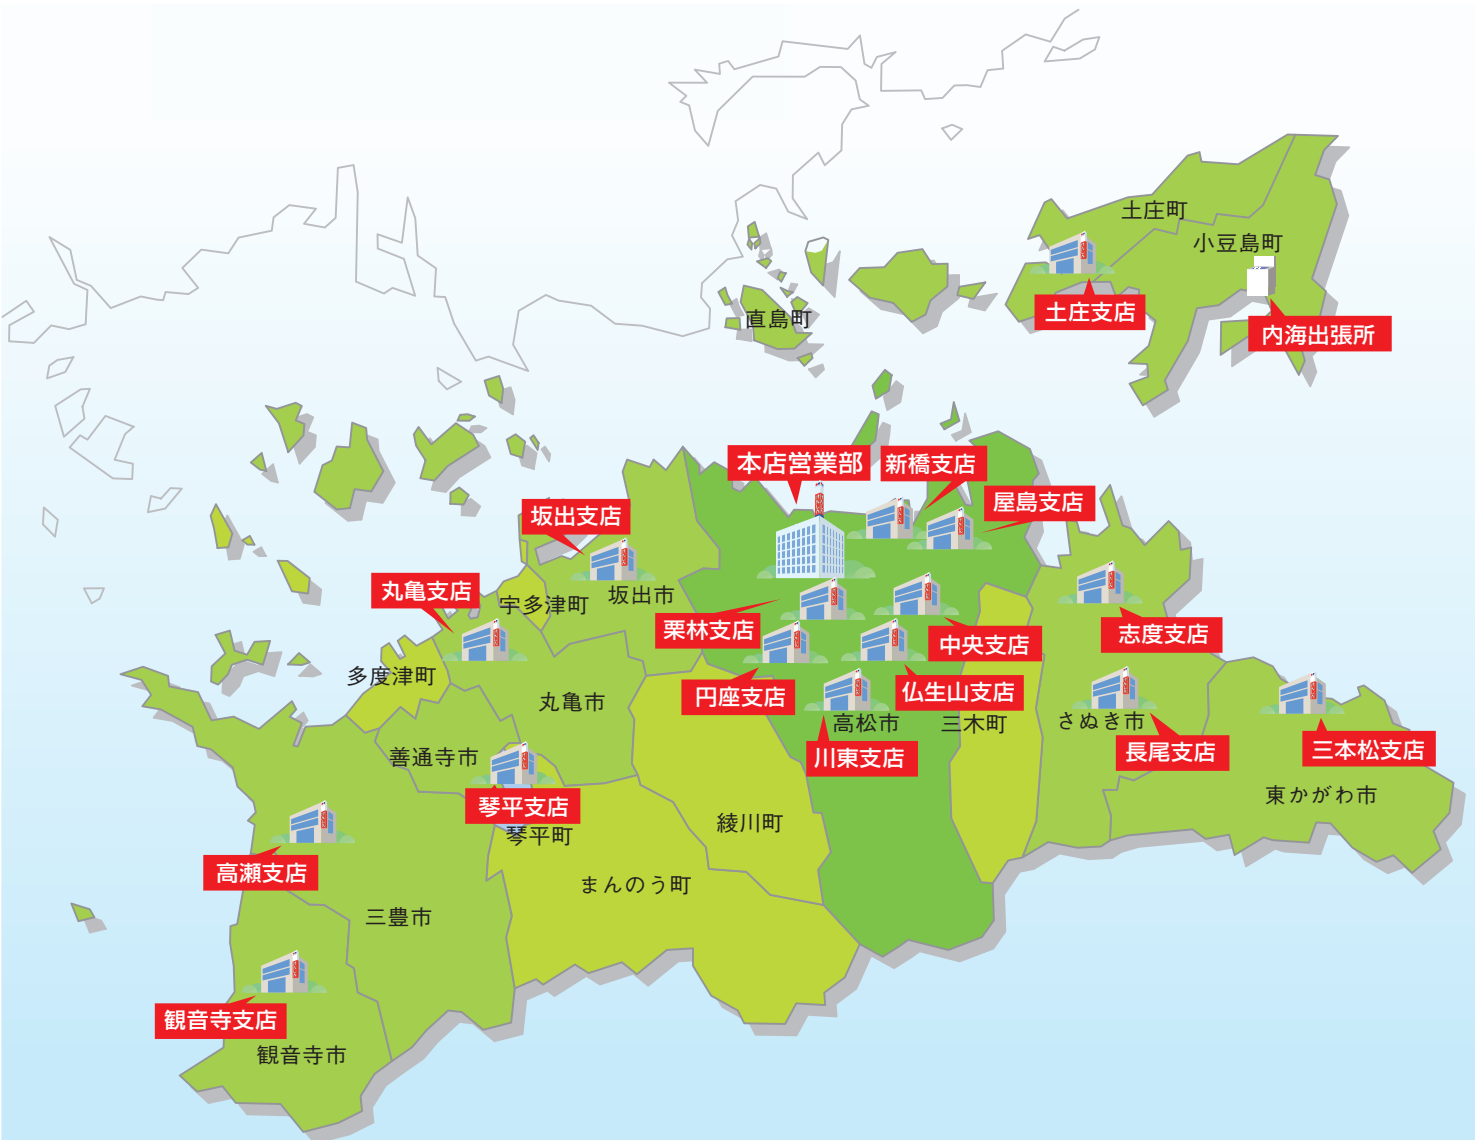 土庄町
小豆島町
土庄支店
直島町
内海出張所
本店営業部
新橋支店
屋島支店
坂出支店
丸亀支店
宇多津町
坂出市
栗林支店
中央支店
志度支店
多度津町
丸亀市
円座支店
仏生山支店
高松市
三木町
さぬき市
長尾支店
三本松支店
善通寺市
川東支店
東かがわ市
琴平支店
琴平町
綾川町
高瀬支店
まんのう町
三豊市
観音寺支店
観音寺市